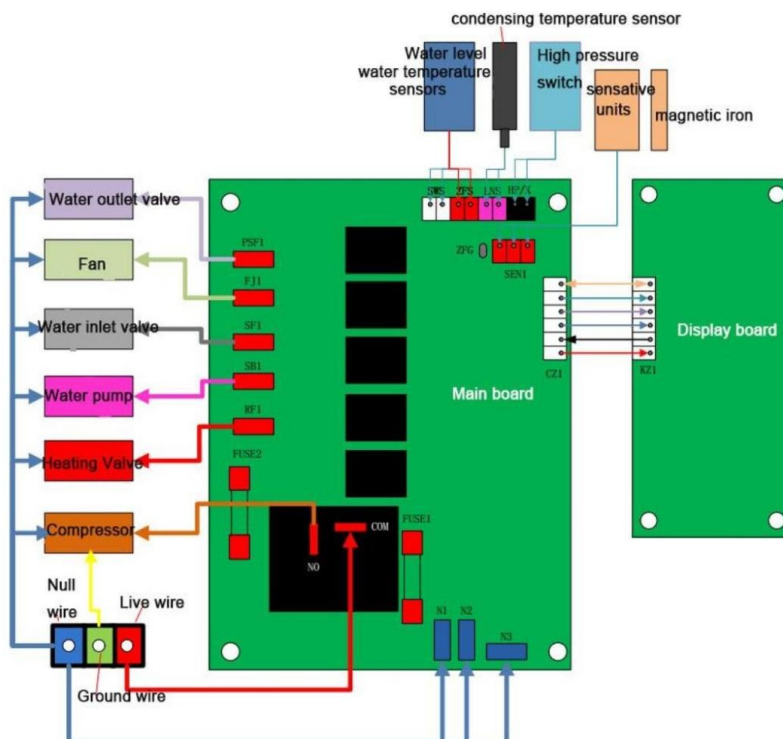 condensing temperature sensor
Water level
water temperature
sensors
High pressure
switch
sensative
units
magnetic iron
SWS
ZFS
LNS
HP/X
Water outlet valve
PSF1
ZFG
SEN1
Fan
FJ1
Water inlet valve
SF1
Display board
Main board
CZ1
KZ1
Water pump
SB1
Heating Valve
RF1
FUSE2
Compressor
COM
FUSE1
NO
Null
wire
Live wire
N1
N2
N3
Ground wire